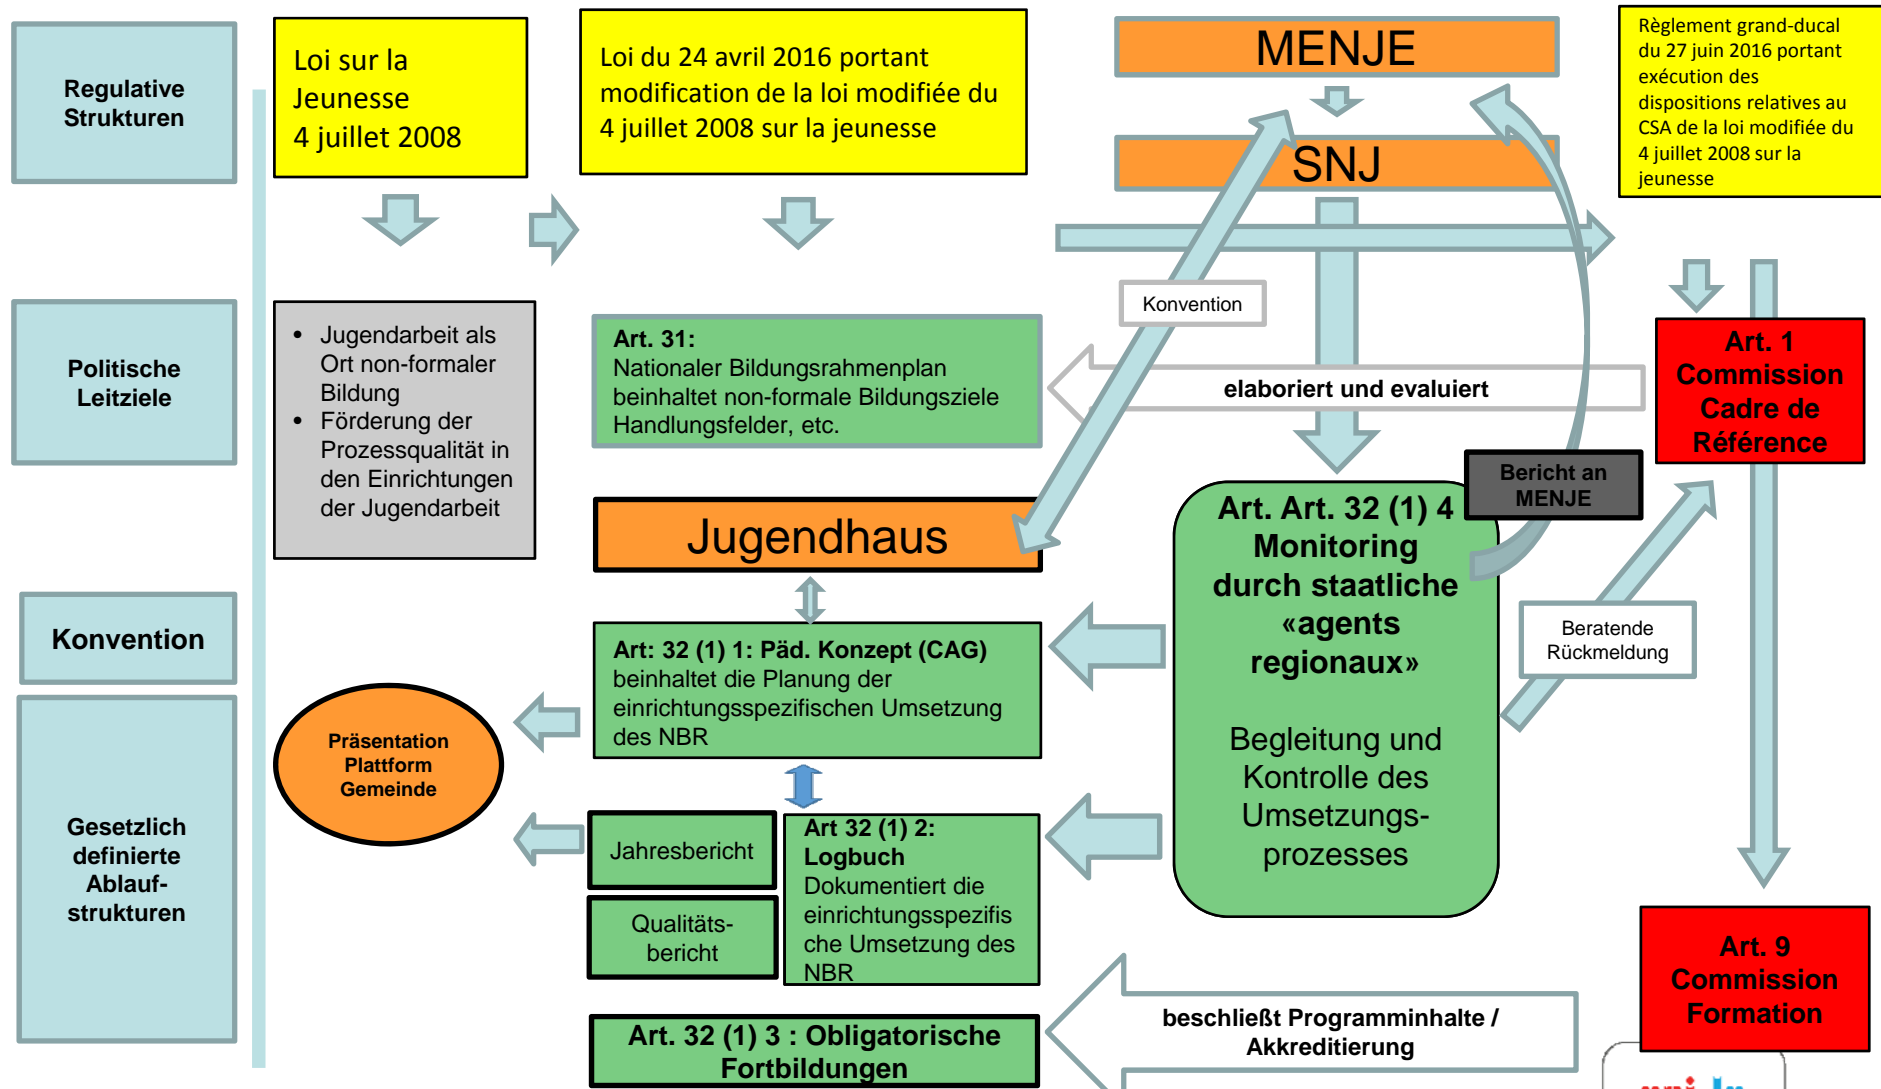 Regulative
Strukturen
Loi sur la
Jeunesse
4 juillet 2008
Loi du 24 avril 2016 portant
modification de la loi modifiée du
4 juillet 2008 sur la jeunesse
MENJE
SNJ
Règlement grand-ducal
du 27 juin 2016 portant
exécution des
dispositions relatives au
CSA de la loi modifiée du
4 juillet 2008 sur la
jeunesse
Politische
Leitziele
• Jugendarbeit als
Ort non-formaler
Bildung
• Förderung der
Prozessqualität in
den Einrichtungen
der Jugendarbeit
Art. 31:
Nationaler Bildungsrahmenplan
beinhaltet non-formale Bildungsziele
Handlungsfelder, etc.
Konvention
elaboriert und evaluiert
Art. 1
Commission
Cadre de
Référence
Jugendhaus
Bericht an
MENJE
Art. Art. 32 (1) 4
Monitoring
durch staatliche
«agents
regionaux»
Begleitung und
Kontrolle des
Umsetzungs-
prozesses
Beratende
Rückmeldung
Konvention
Art: 32 (1) 1: Päd. Konzept (CAG)
beinhaltet die Planung der
einrichtungsspezifischen Umsetzung
des NBR
Präsentation
Plattform
Gemeinde
Gesetzlich
definierte
Ablauf-
strukturen
Jahresbericht
Qualitäts-
bericht
Art 32 (1) 2:
Logbuch
Dokumentiert die
einrichtungsspezifis
che Umsetzung des
NBR
Art. 9
Commission
Formation
Art. 32 (1) 3 : Obligatorische
Fortbildungen
beschließt Programminhalte /
Akkreditierung